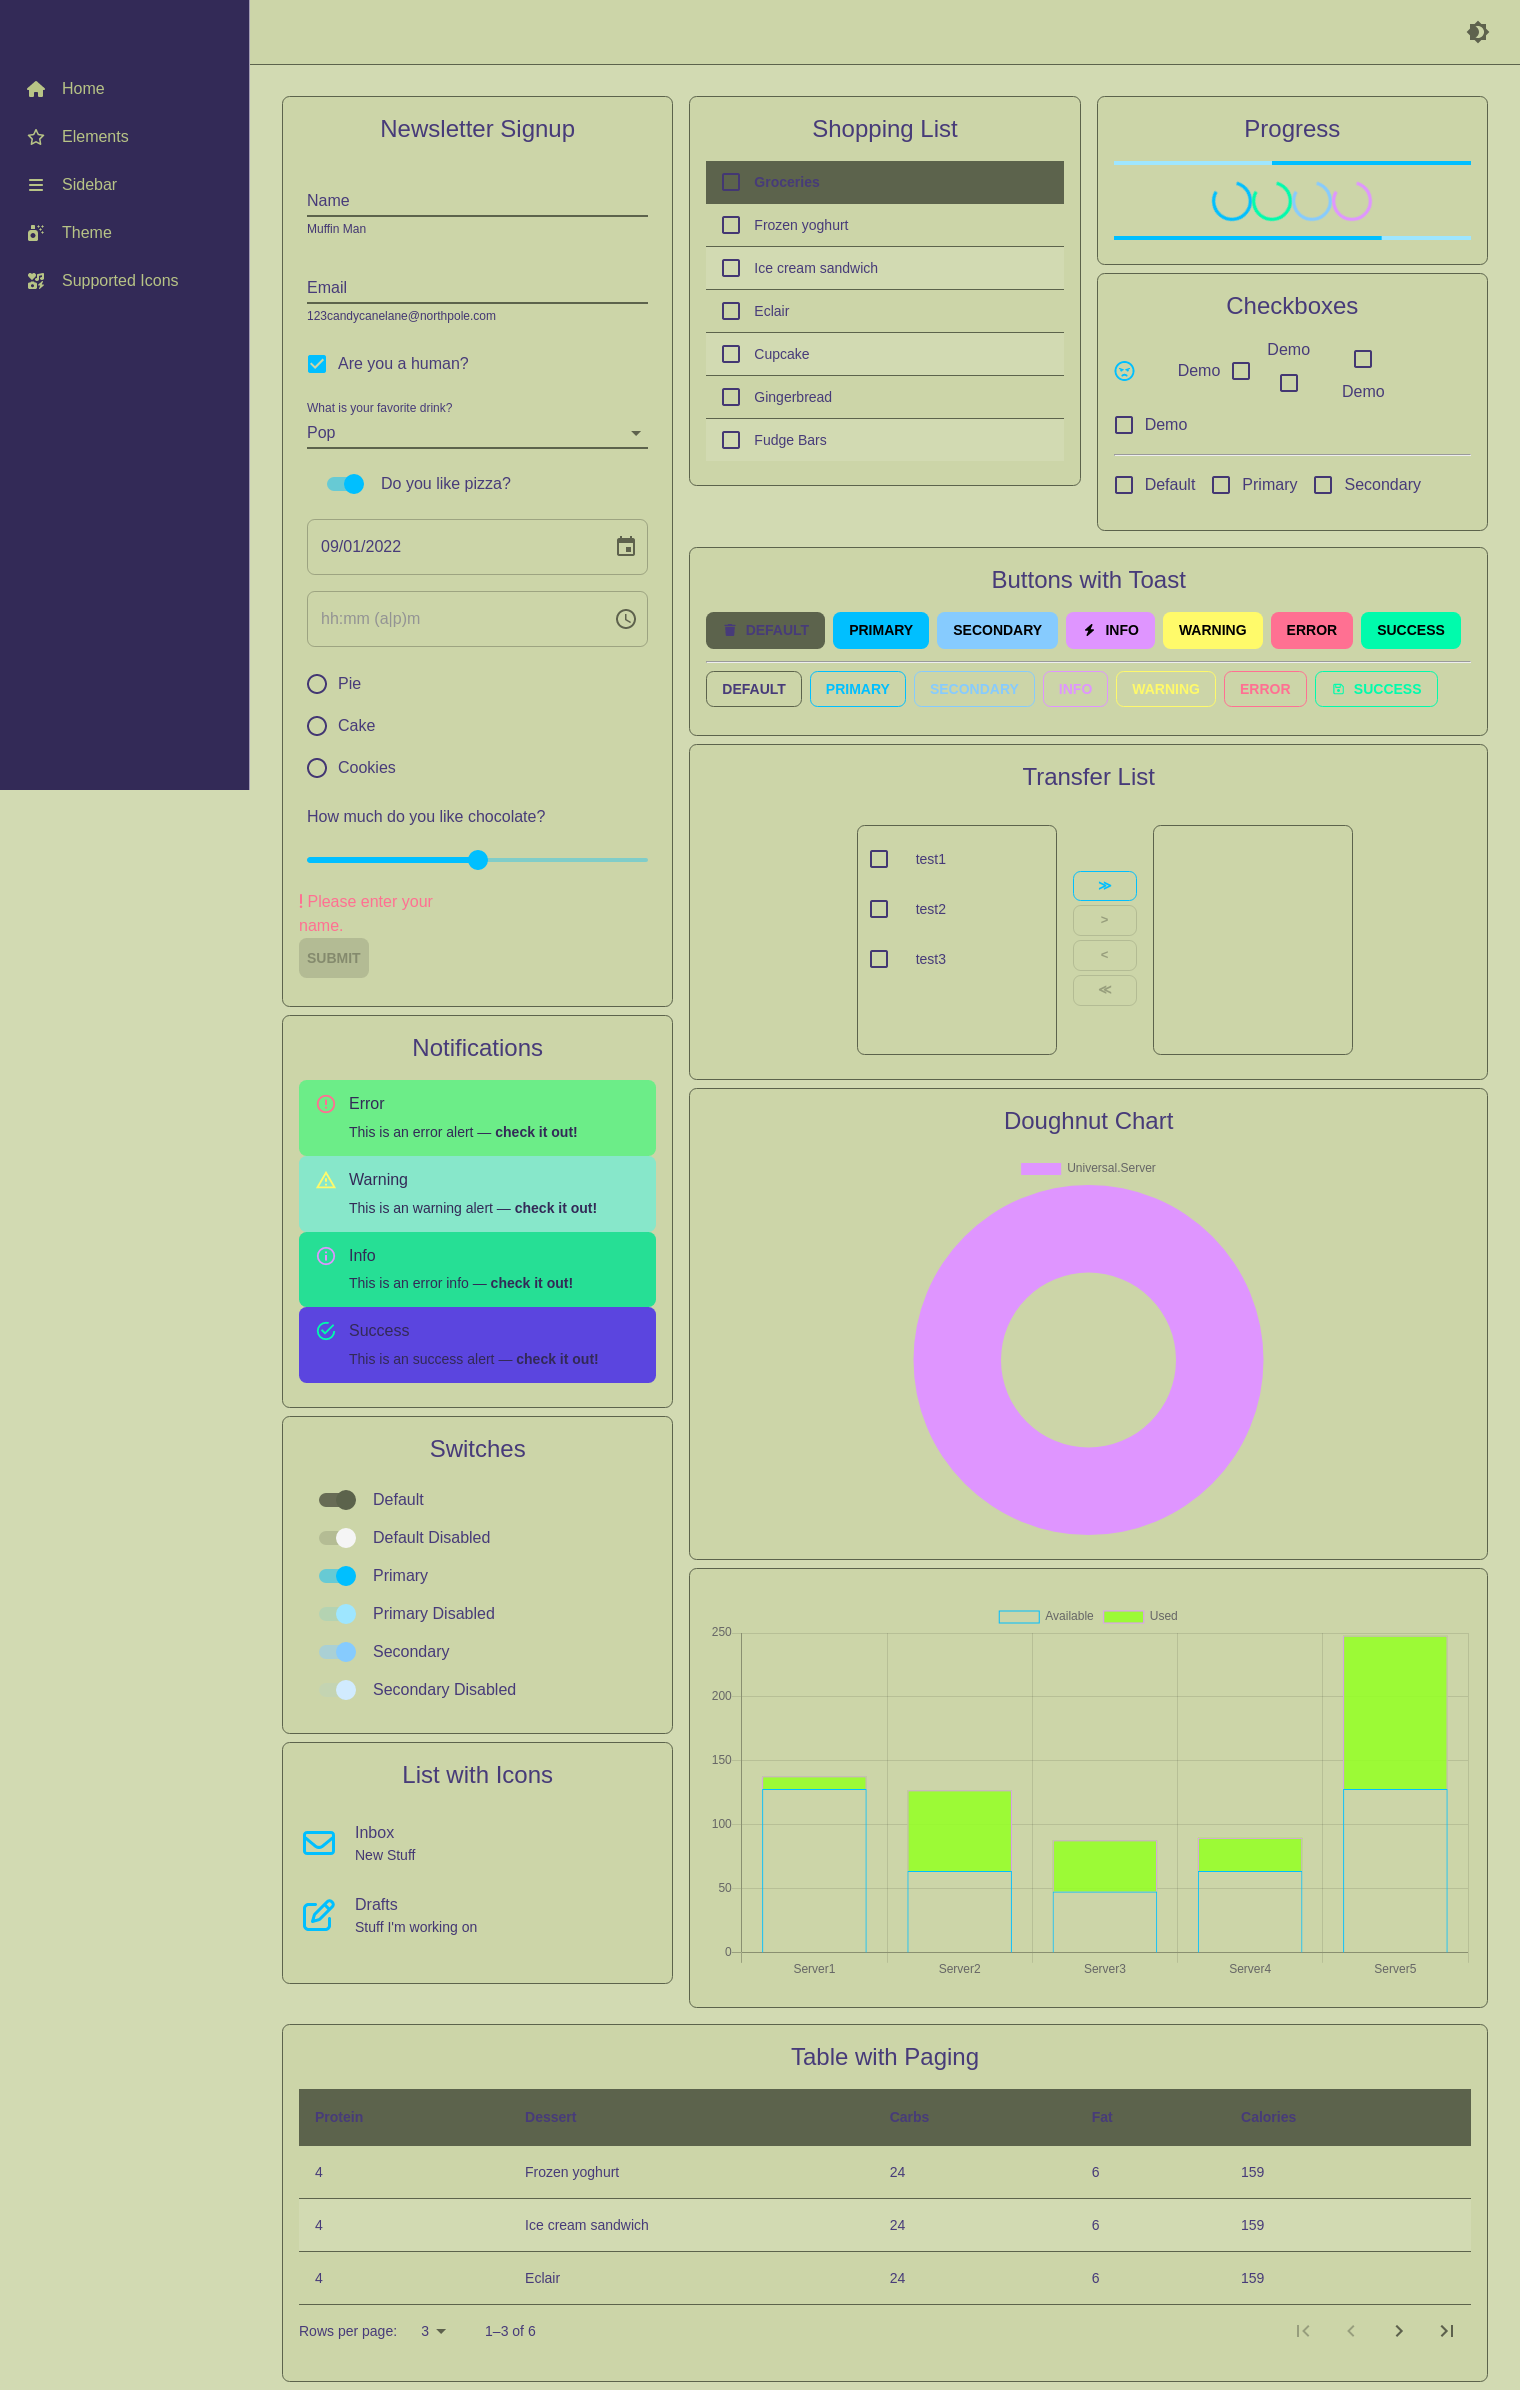 Home
Elements
Sidebar
Theme
Supported Icons
Newsletter Signup
Name
Muffin Man
Email
123candycanelane@northpole.com
Are you a human?
What is your favorite drink?
Pop
Do you like pizza?
09/01/2022
hh:mm (a|p)m
Pie
Cake
Cookies
How much do you like chocolate?
! Please enter your
name.
SUBMIT
Notifications
Error
This is an error alert — check it out!
Warning
This is an warning alert — check it out!
Info
This is an error info — check it out!
Success
This is an success alert — check it out!
Switches
Default
Default Disabled
Primary
Primary Disabled
Secondary
Secondary Disabled
List with Icons
Inbox
New Stuff
Drafts
Stuff I'm working on
Shopping List
Groceries
Frozen yoghurt
Ice cream sandwich
Eclair
Cupcake
Gingerbread
Fudge Bars
Progress
Checkboxes
Demo
Demo
Demo
Demo
Default Primary Secondary
Buttons with Toast
DEFAULT PRIMARY SECONDARY INFO WARNING ERROR SUCCESS
DEFAULT PRIMARY SECONDARY INFO WARNING ERROR SUCCESS
Transfer List
test1
test2
test3
≫
>
<
≪
Doughnut Chart
Universal.Server
Available Used
250
200
150
100
50
0
Server1 Server2 Server3 Server4 Server5
Table with Paging
Protein Dessert Carbs Fat Calories
4 Frozen yoghurt 24 6 159
4 Ice cream sandwich 24 6 159
4 Eclair 24 6 159
Rows per page: 3 1–3 of 6